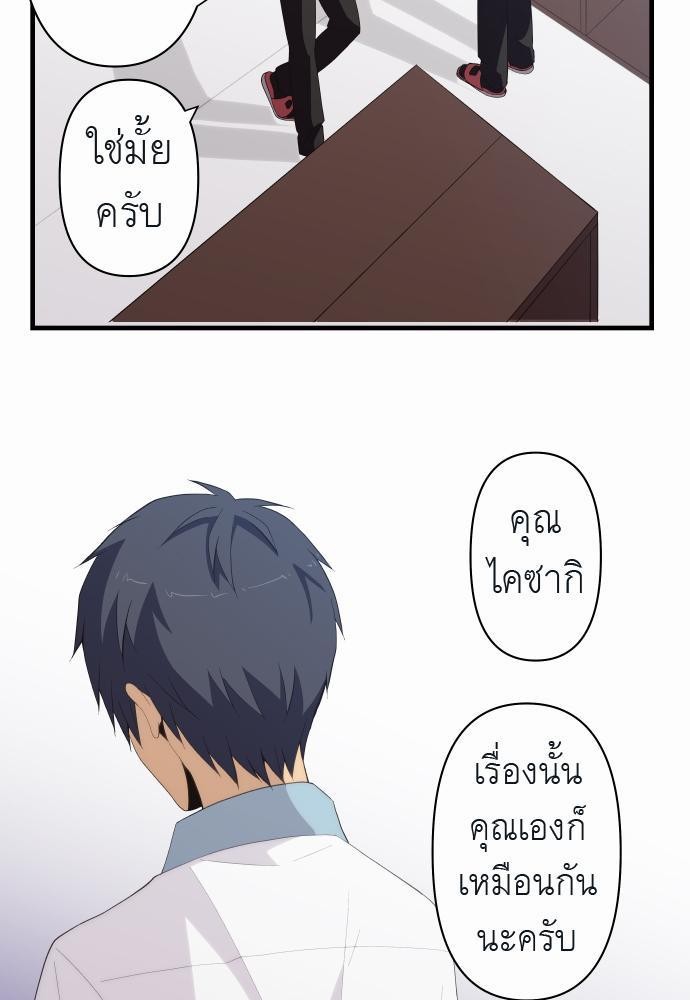 ใช่มั้ย
ครับ
คุณ
ไคซากิ
เรื่องนั้น
คุณเองก็
เหมือนกัน
นะครับ